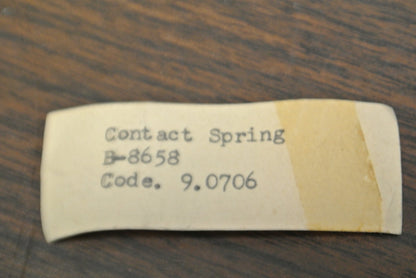 Contact Spring
B-8658
Code. 9.0706